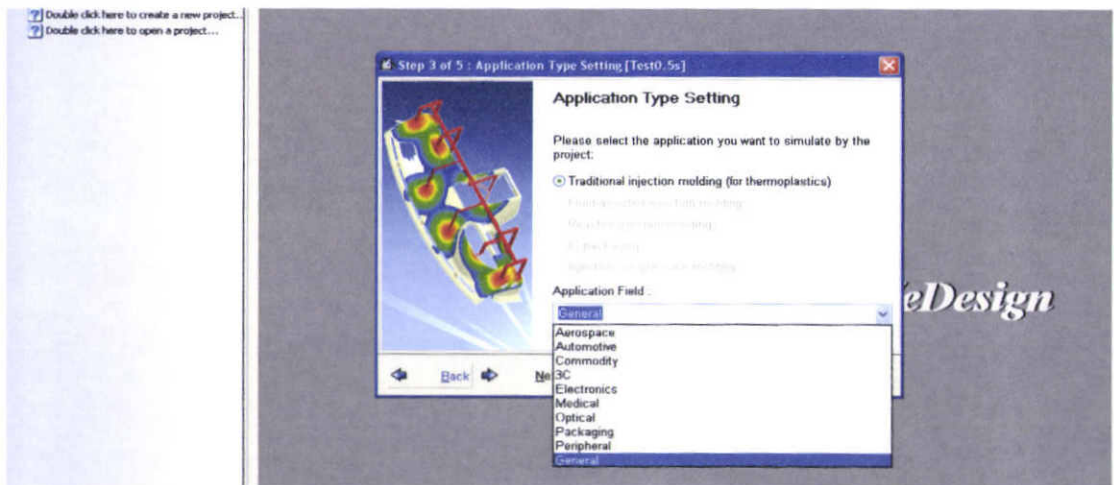 Double click here to create a new project...
Double click here to open a project...
Step 3 of 5 : Application Type Setting [Test0.5s]
Application Type Setting
Please select the application you want to simulate by the
project:
Traditional injection molding (for thermoplastics)
Application Field :
General
eDesign
Aerospace
Automotive
Commodity
3C
Electronics
Medical
Optical
Packaging
Peripheral
General
Back
Ne